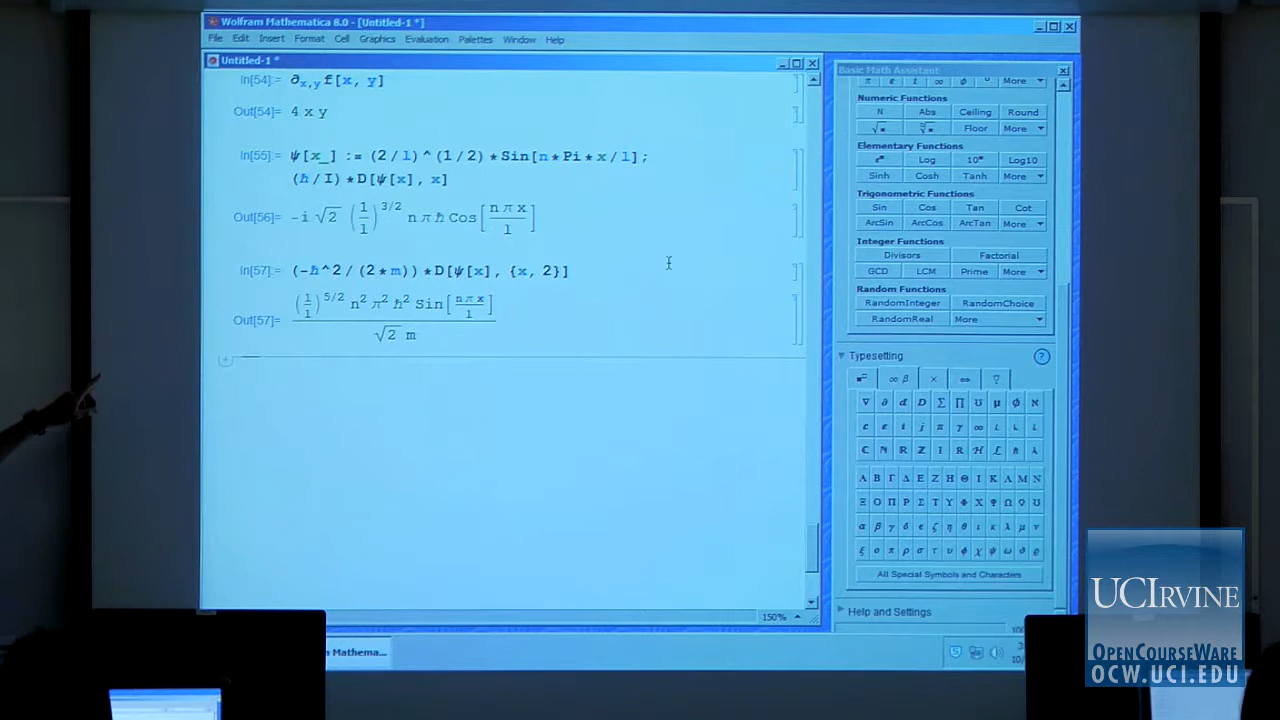 Wolfram Mathematica 8.0 - [Untitled-1 *]
File Edit Insert Format Cell Graphics Evaluation Palettes Window Help
Untitled-1 *
In[54]:= ∂x,y f[x, y]
Out[54]= 4 x y
In[55]:= ψ[x_] := (2/l)^(1/2)*Sin[n*Pi*x/l];
(ℏ/I)*D[ψ[x], x]
Out[56]= -i √2 (1/l)^3/2 n π ℏ Cos[n π x/l]
In[57]:= (-ℏ^2/(2*m))*D[ψ[x], {x, 2}]
Out[57]= (1/l)^5/2 n^2 π^2 ℏ^2 Sin[n π x/l]
√2 m
150%
Basic Math Assistant
π e i ∞ ϕ ° More
Numeric Functions
N Abs Ceiling Round
Floor More
Elementary Functions
Log Log10
Sinh Cosh Tanh More
Trigonometric Functions
Sin Cos Tan Cot
ArcSin ArcCos ArcTan More
Integer Functions
Divisors Factorial
GCD LCM Prime More
Random Functions
RandomInteger RandomChoice
RandomReal More
Typesetting ?
∞ β ×
∇ ∂ d D ∑ ∏ ℧ μ
Α Β Γ Δ Ε Ζ Η Θ Ι Κ Λ Μ Ν
Ξ Ο Π Ρ Σ Τ Υ Φ Χ Ψ Ω
α β γ δ ε ζ η θ ι κ λ μ ν
ξ ο π ρ σ τ υ φ χ ψ ω
All Special Symbols and Characters
Help and Settings
Mathema...
UCIRVINE
OPENCOURSEWARE
OCW.UCI.EDU